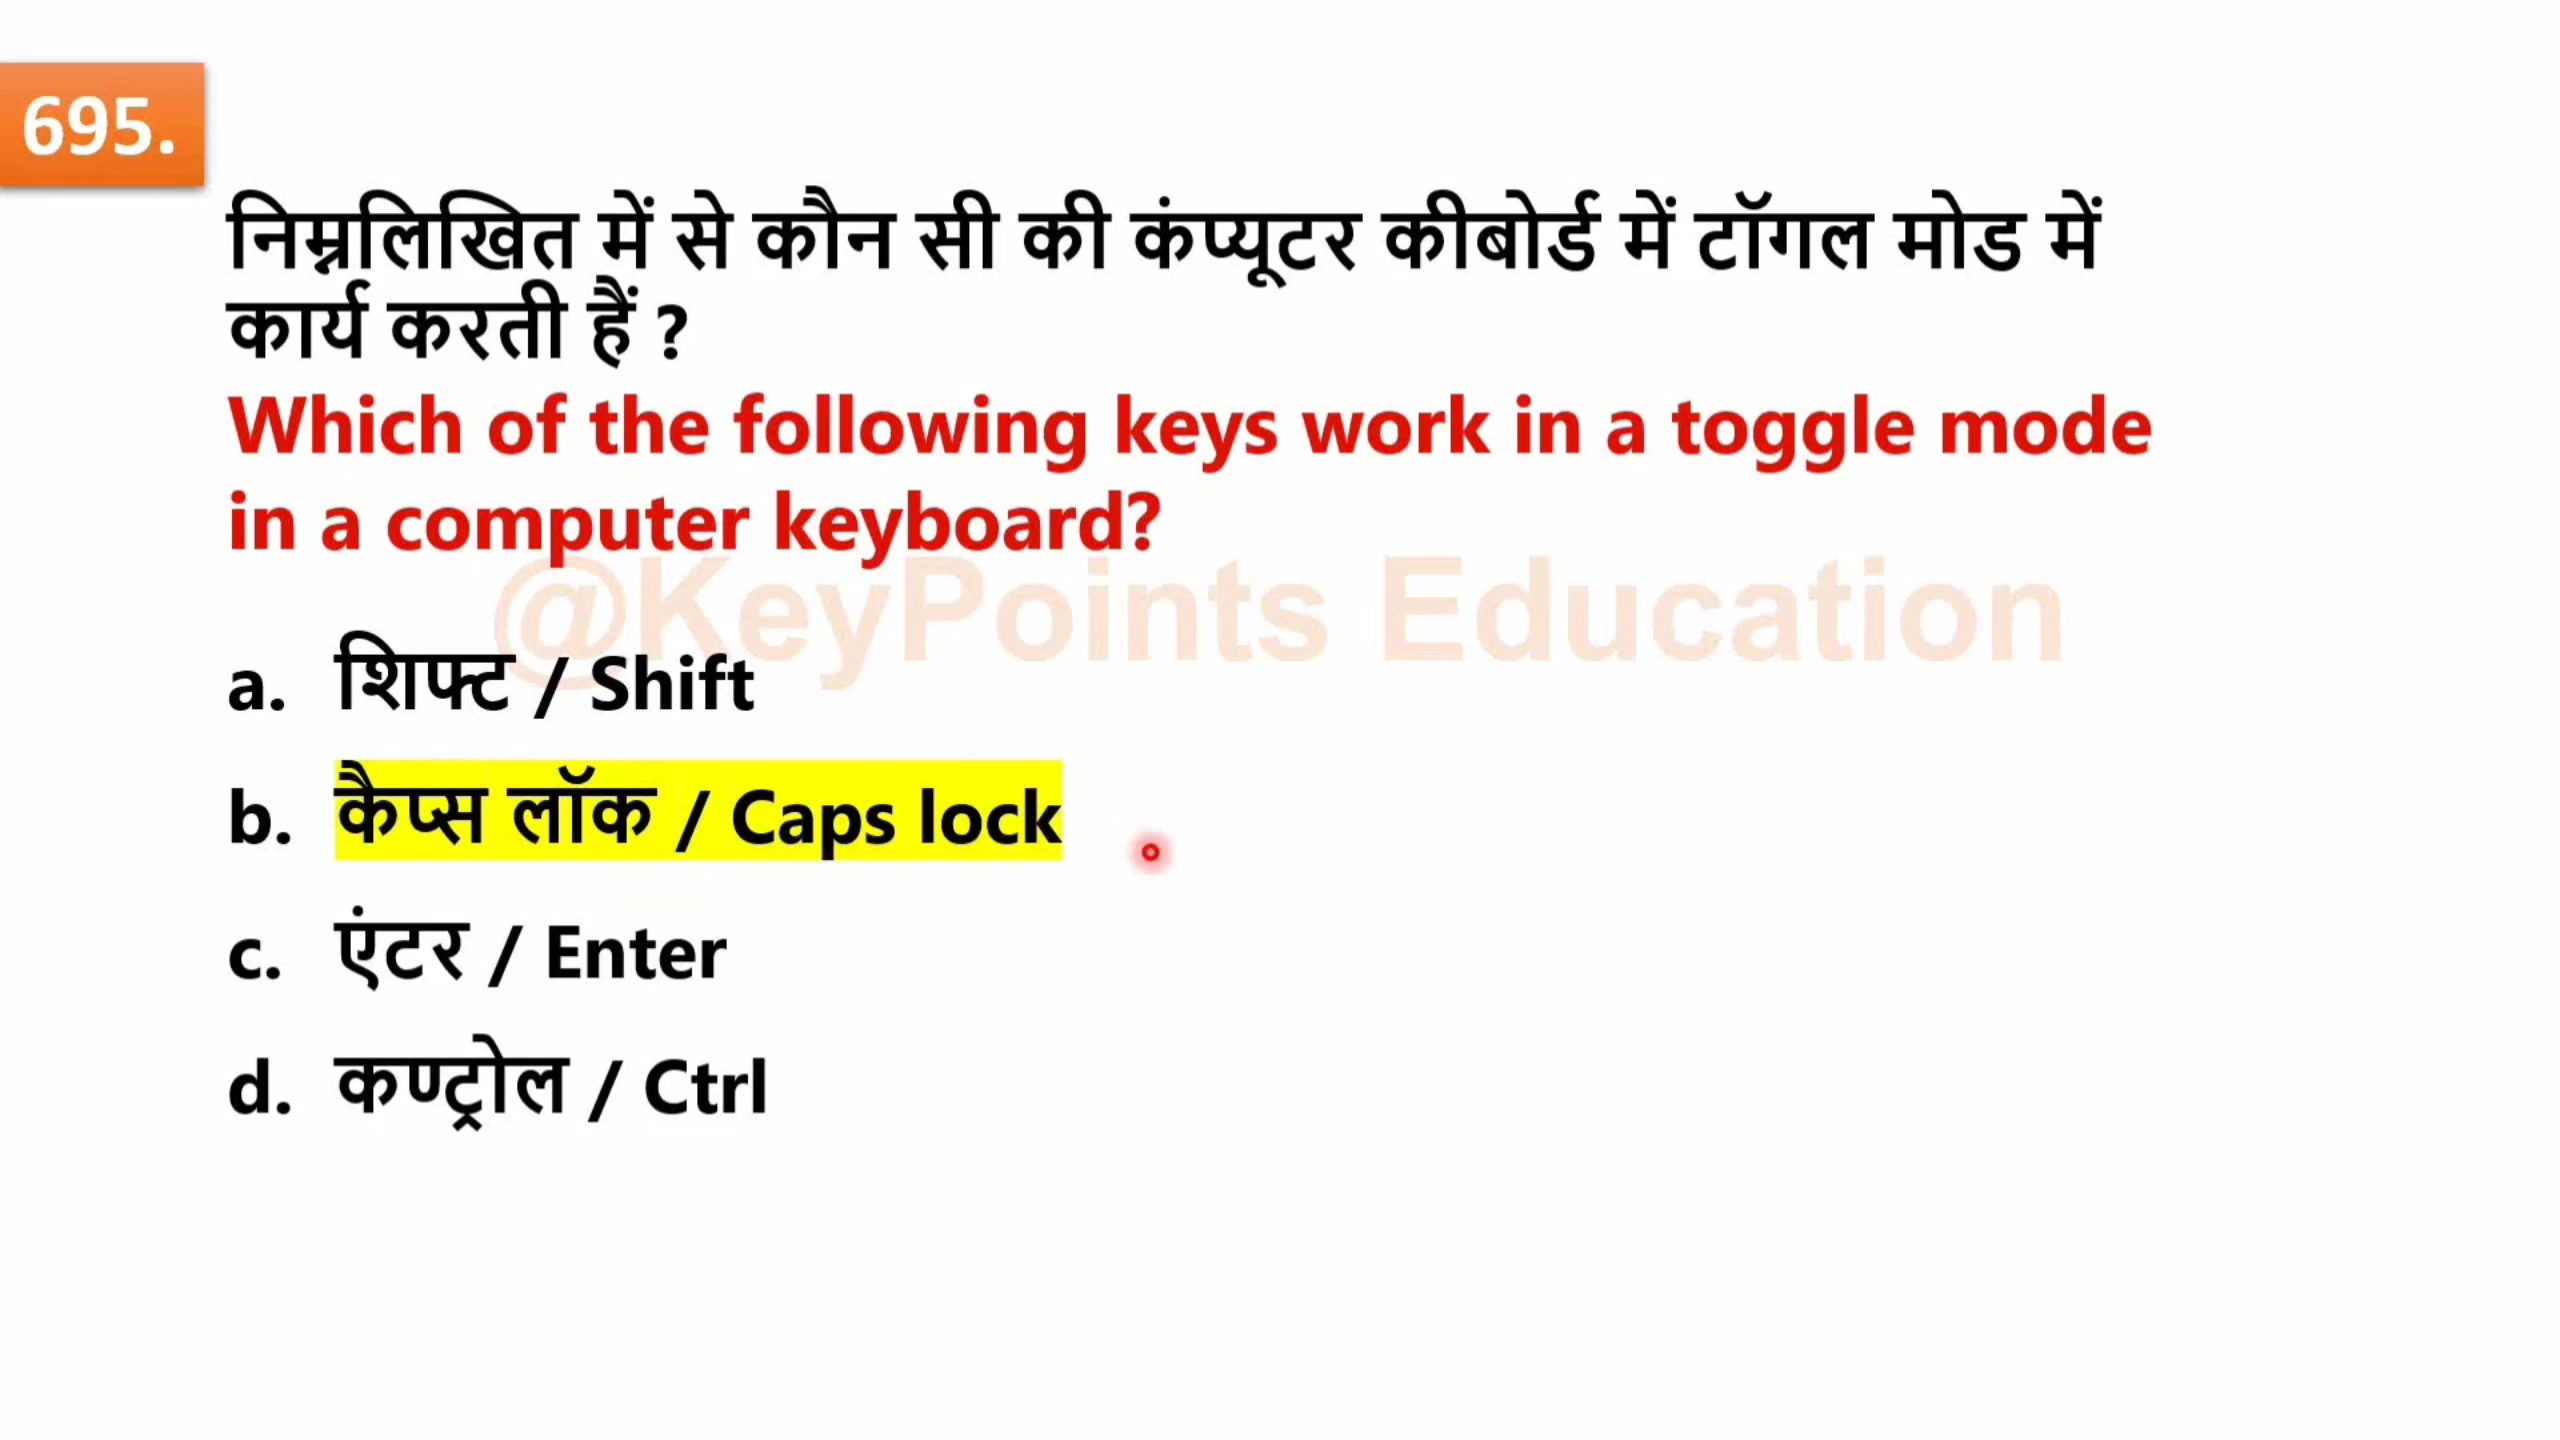 695.
निम्नलिखित में से कौन सी की कंप्यूटर कीबोर्ड में टॉगल मोड में
कार्य करती हैं ?
Which of the following keys work in a toggle mode
in a computer keyboard?
@KeyPoints Education
a. शिफ्ट / Shift
b. कैप्स लॉक / Caps lock
c. एंटर / Enter
d. कण्ट्रोल / Ctrl